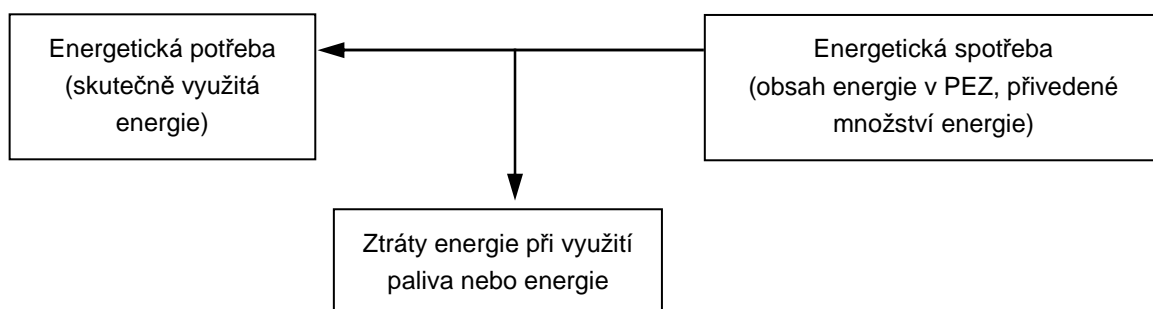 Energetická potřeba
(skutečně využitá
energie)
Energetická spotřeba
(obsah energie v PEZ, přivedené
množství energie)
Ztráty energie při využití
paliva nebo energie